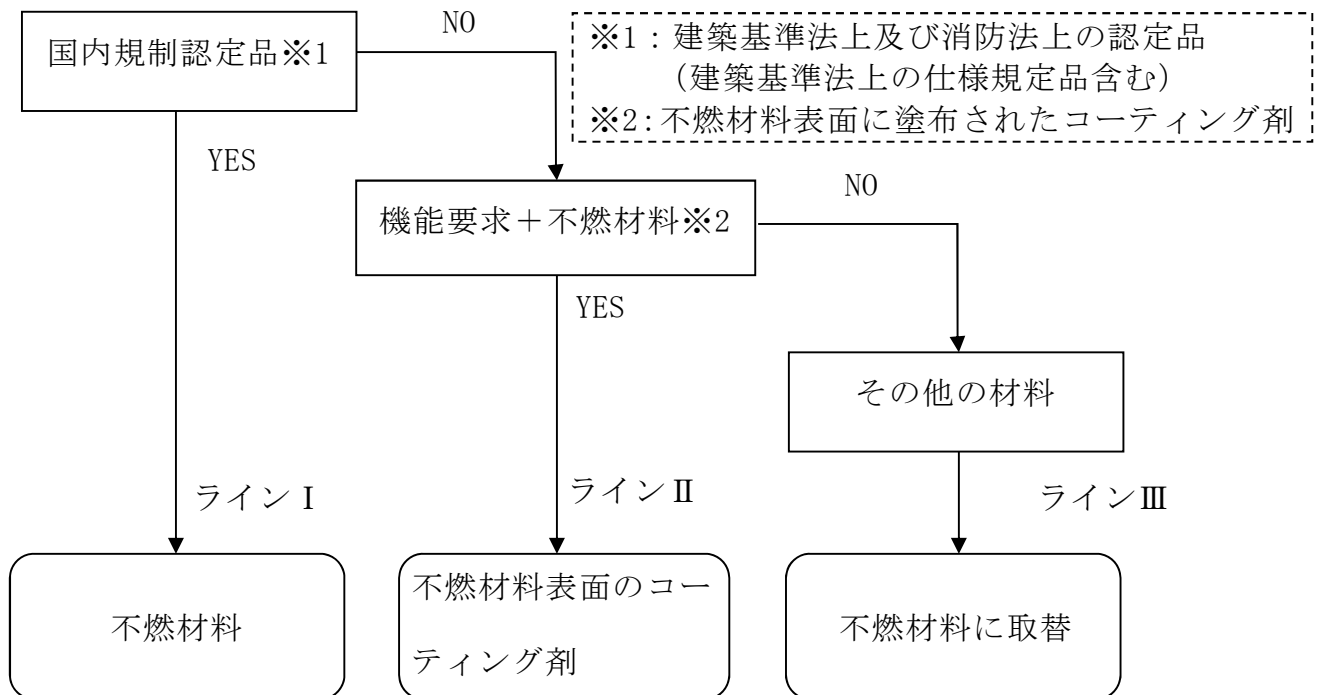 国内規制認定品※1
NO
※1：建築基準法上及び消防法上の認定品
（建築基準法上の仕様規定品含む）
※2:不燃材料表面に塗布されたコーティング剤
YES
機能要求＋不燃材料※2
NO
YES
その他の材料
ラインⅠ
ラインⅡ
ラインⅢ
不燃材料
不燃材料表面のコー
ティング剤
不燃材料に取替